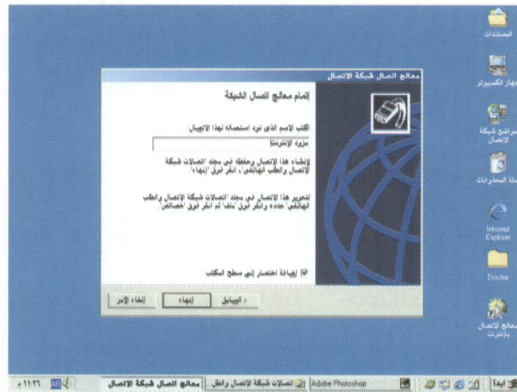 معالج اتصال شبكة الاتصال
إتمام معالج اتصال الشبكة
اكتب الاسم الذي تود استعماله لهذا الاتصال:
مزود الإنترنت
لإنشاء هذا الاتصال وحفظه في مجلد 'اتصالات شبكة
الاتصال والطلب الهاتفي'، انقر فوق 'إنهاء'.
لتحرير هذا الاتصال في مجلد 'اتصالات شبكة الاتصال والطلب
الهاتفي' حدده وانقر فوق 'ملف' ثم انقر فوق 'خصائص'.
إضافة اختصار إلى سطح المكتب
< السابق
إنهاء
إلغاء الأمر
المستندات
جهاز الكمبيوتر
مواضع شبكة
الاتصال
سلة المحذوفات
Internet
Explorer
Doctor
معالج الاتصال
بإنترنت
ابدأ
Adobe Photoshop
اتصالات شبكة الاتصال والطل...
معالج اتصال شبكة الاتصال
١١:٢٦ م